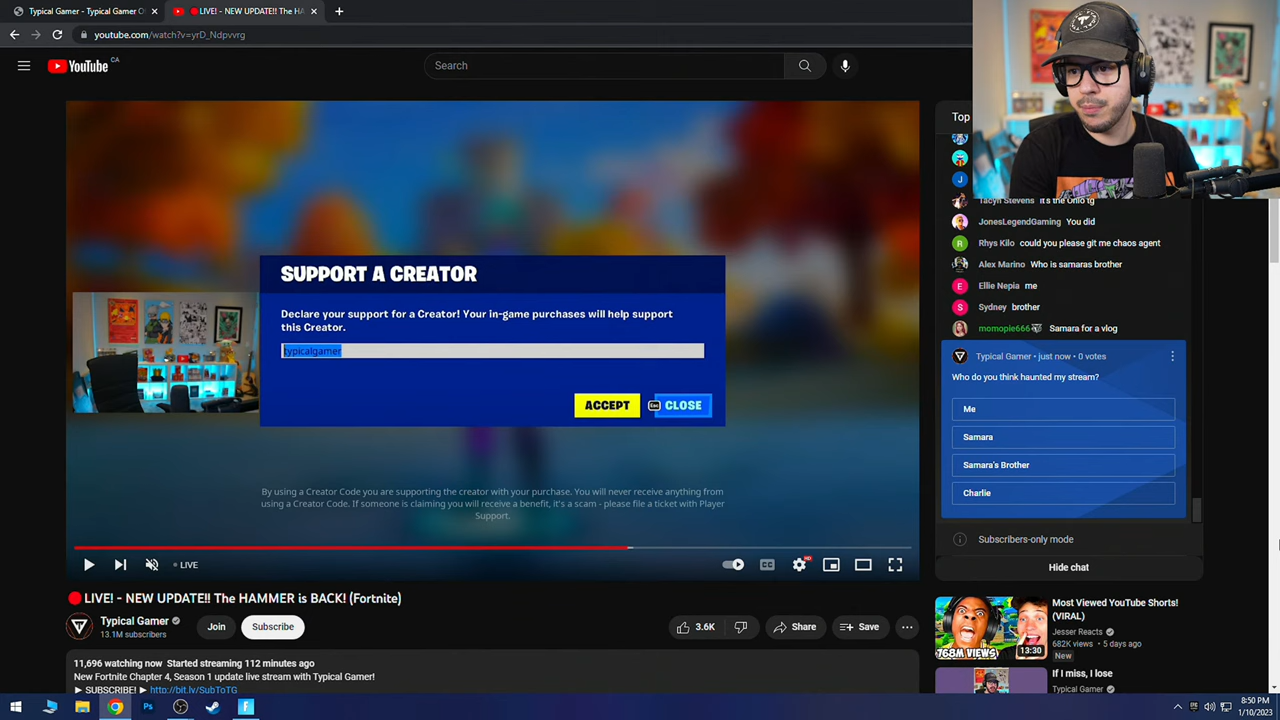 Typical Gamer - Typical Gamer O
LIVE! - NEW UPDATE!! The HA
youtube.com/watch?v=yrD_Ndpvvrg
YouTube CA
Search
SUPPORT A CREATOR
Declare your support for a Creator! Your in-game purchases will help support
this Creator.
typicalgamer
ACCEPT
Esc CLOSE
By using a Creator Code you are supporting the creator with your purchase. You will never receive anything from
using a Creator Code. If someone is claiming you will receive a benefit, it's a scam - please file a ticket with Player
Support.
LIVE
LIVE! - NEW UPDATE!! The HAMMER is BACK! (Fortnite)
Typical Gamer
13.1M subscribers
Join
Subscribe
3.6K
Share
Save
11,696 watching now Started streaming 112 minutes ago
New Fortnite Chapter 4, Season 1 update live stream with Typical Gamer!
► SUBSCRIBE! ► http://bit.ly/SubToTG
Top
J
Tacyn Stevens It's the Ohio tg
JonesLegendGaming You did
R Rhys Kilo could you please git me chaos agent
Alex Marino Who is samaras brother
E Ellie Nepia me
S Sydney brother
momopie666 Samara for a vlog
Typical Gamer • just now • 0 votes
Who do you think haunted my stream?
Me
Samara
Samara's Brother
Charlie
Subscribers-only mode
Hide chat
768M VIEWS
13:30
Most Viewed YouTube Shorts!
(VIRAL)
Jesser Reacts
682K views • 5 days ago
New
If I miss, I lose
Typical Gamer
8:50 PM
1/10/2023